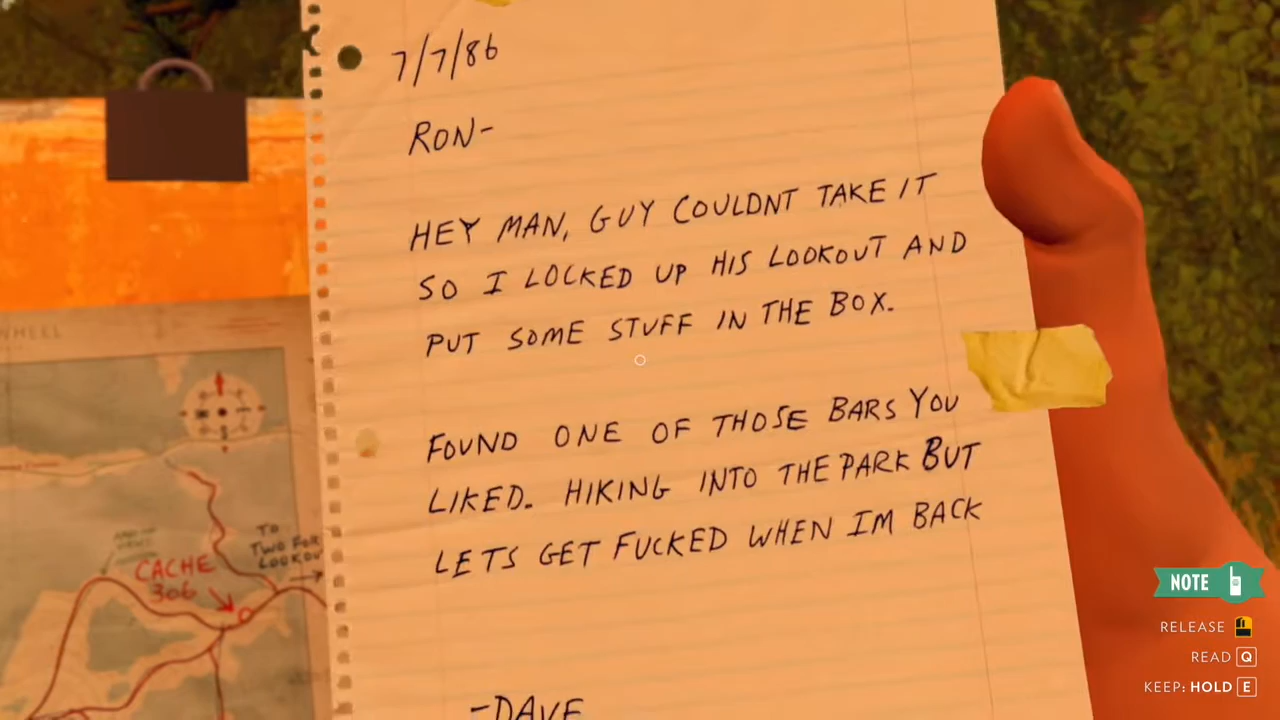 7/7/86
RON-
HEY MAN, GUY COULDNT TAKE IT
SO I LOCKED UP HIS LOOKOUT AND
PUT SOME STUFF IN THE BOX.
FOUND ONE OF THOSE BARS YOU
LIKED. HIKING INTO THE PARK BUT
LETS GET FUCKED WHEN IM BACK
-DAVE
TO
TWO FOR
LOOKOU
CACHE
306
NOTE
RELEASE
READ Q
KEEP: HOLD E